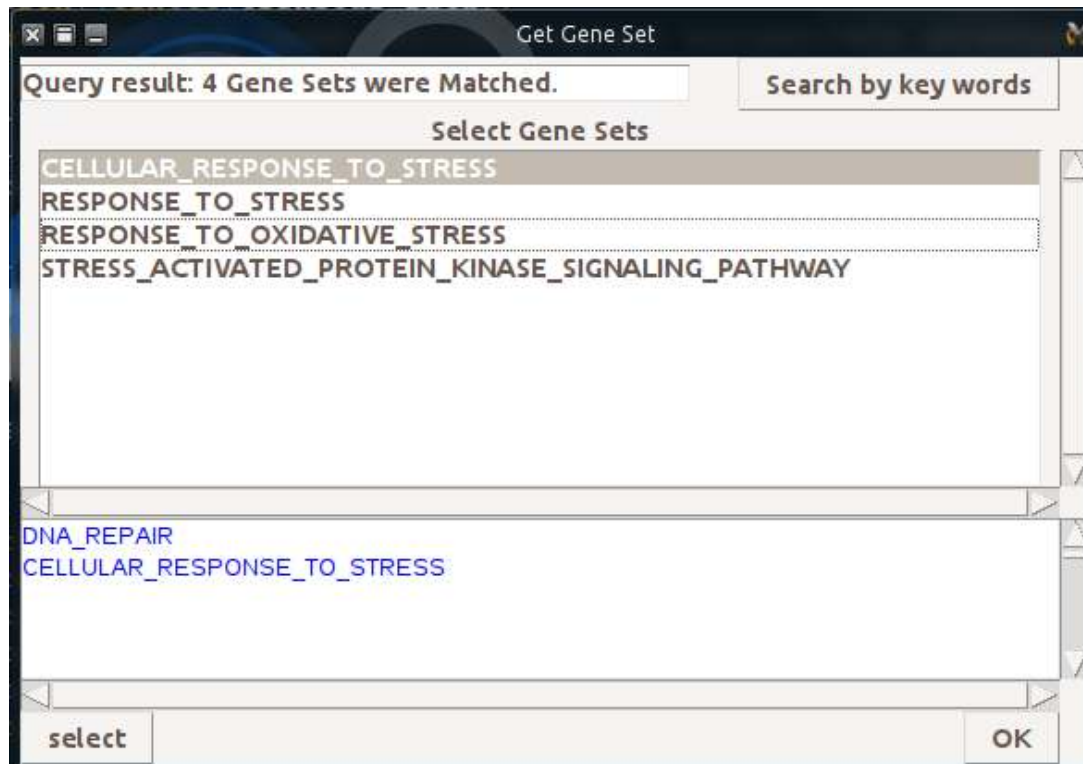 Get Gene Set
Query result: 4 Gene Sets were Matched.
Search by key words
Select Gene Sets
CELLULAR_RESPONSE_TO_STRESS
RESPONSE_TO_STRESS
RESPONSE_TO_OXIDATIVE_STRESS
STRESS_ACTIVATED_PROTEIN_KINASE_SIGNALING_PATHWAY
DNA_REPAIR
CELLULAR_RESPONSE_TO_STRESS
select
OK